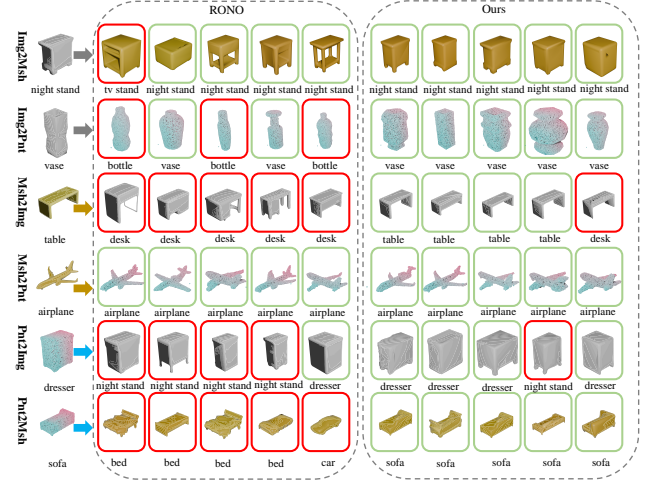 RONO Ours
Img2Msh
night stand tv stand night stand night stand night stand night stand night stand night stand night stand night stand night stand
Img2Pnt
vase bottle vase bottle vase bottle vase vase vase vase vase
Msh2Img
table desk desk desk desk desk table table table table desk
Msh2Pnt
airplane airplane airplane airplane airplane airplane airplane airplane airplane airplane airplane
Pnt2Img
dresser night stand night stand night stand night stand dresser dresser dresser dresser night stand dresser
Pnt2Msh
sofa bed bed bed bed car sofa sofa sofa sofa sofa